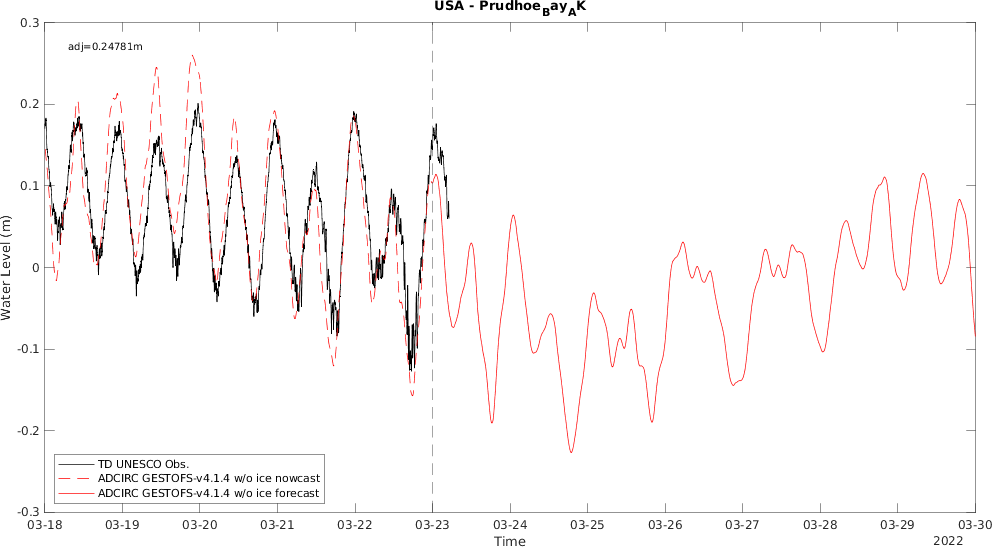 USA - Prudhoe_Bay_AK
adj=0.24781m
0.3
0.2
0.1
0
-0.1
-0.2
-0.3
Water Level (m)
TD UNESCO Obs.
ADCIRC GESTOFS-v4.1.4 w/o ice nowcast
ADCIRC GESTOFS-v4.1.4 w/o ice forecast
03-18 03-19 03-20 03-21 03-22 03-23 03-24 03-25 03-26 03-27 03-28 03-29 03-30
Time
2022